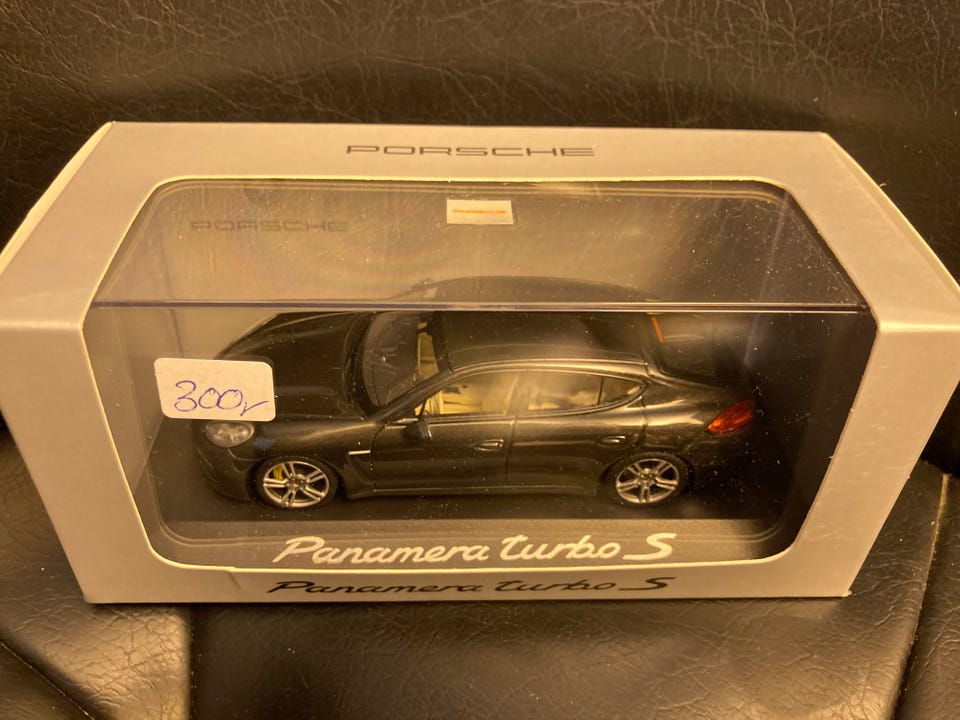 PORSCHE
PORSCHE
300,-
Panamera turbo S
Panamera turbo S